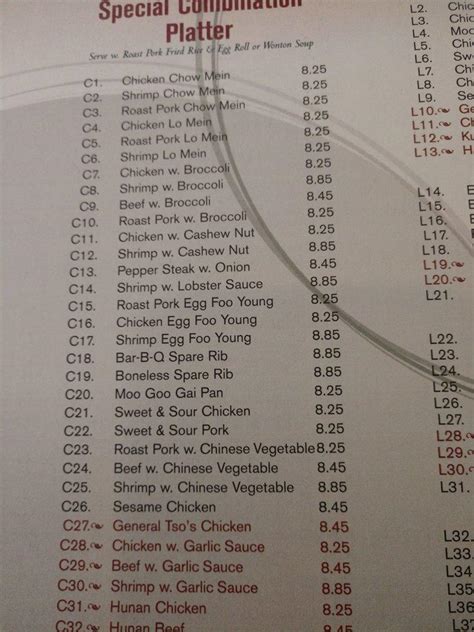 Special Combination
Platter
Serve w. Roast Pork Fried Rice & Egg Roll or Wonton Soup
C1. Chicken Chow Mein 8.25
C2. Shrimp Chow Mein 8.25
C3. Roast Pork Chow Mein 8.25
C4. Chicken Lo Mein 8.25
C5. Roast Pork Lo Mein 8.25
C6. Shrimp Lo Mein 8.25
C7. Chicken w. Broccoli 8.25
C8. Shrimp w. Broccoli 8.85
C9. Beef w. Broccoli 8.45
C10. Roast Pork w. Broccoli 8.25
C11. Chicken w. Cashew Nut 8.25
C12. Shrimp w. Cashew Nut 8.85
C13. Pepper Steak w. Onion 8.45
C14. Shrimp w. Lobster Sauce 8.85
C15. Roast Pork Egg Foo Young 8.25
C16. Chicken Egg Foo Young 8.25
C17. Shrimp Egg Foo Young 8.85
C18. Bar-B-Q Spare Rib 8.85
C19. Boneless Spare Rib 8.85
C20. Moo Goo Gai Pan 8.25
C21. Sweet & Sour Chicken 8.25
C22. Sweet & Sour Pork 8.25
C23. Roast Pork w. Chinese Vegetable 8.25
C24. Beef w. Chinese Vegetable 8.45
C25. Shrimp w. Chinese Vegetable 8.85
C26. Sesame Chicken 8.45
C27. General Tso's Chicken 8.45
C28. Chicken w. Garlic Sauce 8.25
C29. Beef w. Garlic Sauce 8.45
C30. Shrimp w. Garlic Sauce 8.85
C31. Hunan Chicken 8.25
C32. Hunan Beef
L2.
L3.
L4.
L5.
L6.
L7.
L8.
L9.
L10.
L11.
L12.
L13.
L14.
L15.
L16.
L17.
L18.
L19.
L20.
L21.
L22.
L23.
L24.
L25.
L26.
L27.
L28.
L29.
L30.
L31.
L32.
L33
L34
L35
L36
L37